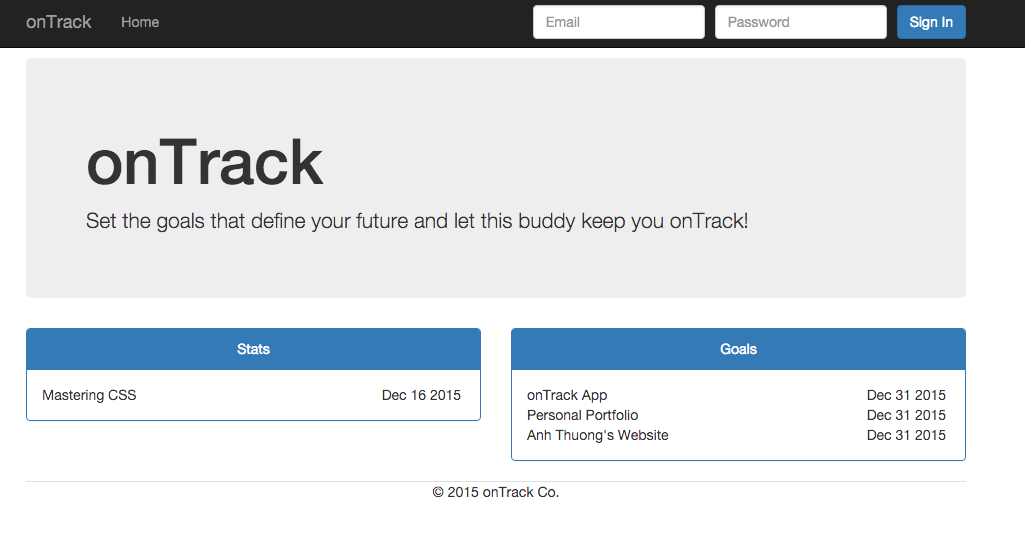 onTrack Home Email Password Sign In
onTrack
Set the goals that define your future and let this buddy keep you onTrack!
Stats
Mastering CSS Dec 16 2015
Goals
onTrack App Dec 31 2015
Personal Portfolio Dec 31 2015
Anh Thuong's Website Dec 31 2015
© 2015 onTrack Co.